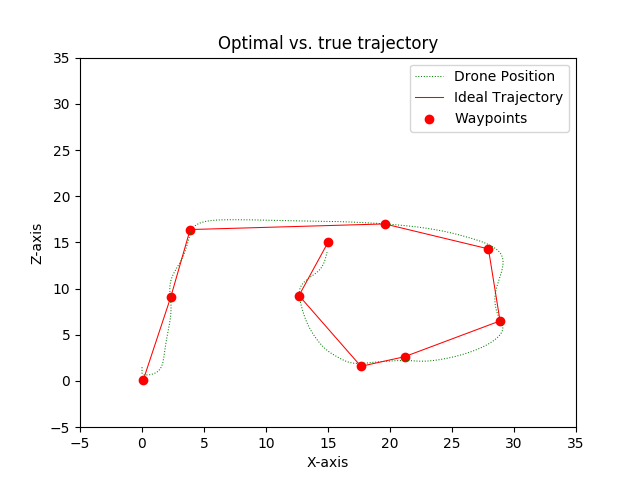 Optimal vs. true trajectory
Drone Position
Ideal Trajectory
Waypoints
Z-axis
35
30
25
20
15
10
5
0
−5
−5 0 5 10 15 20 25 30 35
X-axis